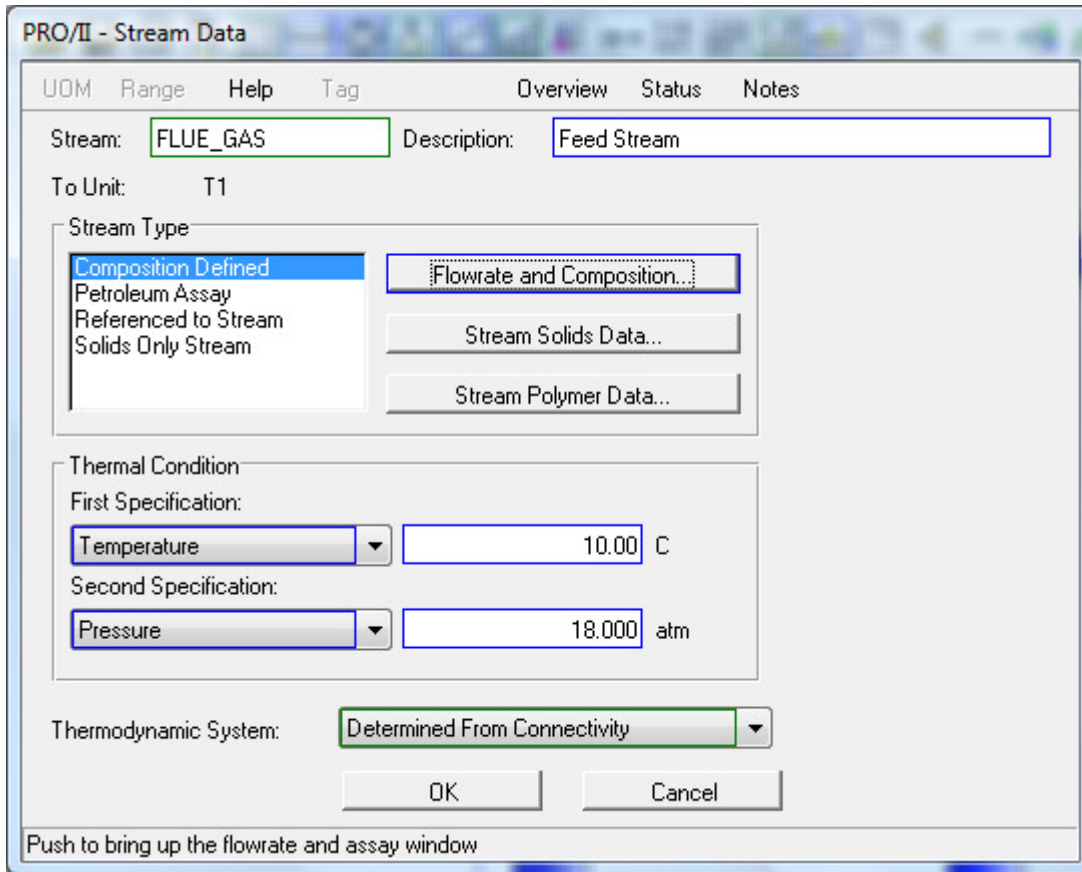 PRO/II - Stream Data
UOM Range Help Tag Overview Status Notes
Stream: FLUE_GAS Description: Feed Stream
To Unit: T1
Stream Type
Composition Defined
Petroleum Assay
Referenced to Stream
Solids Only Stream
Flowrate and Composition...
Stream Solids Data...
Stream Polymer Data...
Thermal Condition
First Specification:
Temperature 10.00 C
Second Specification:
Pressure 18.000 atm
Thermodynamic System: Determined From Connectivity
OK Cancel
Push to bring up the flowrate and assay window